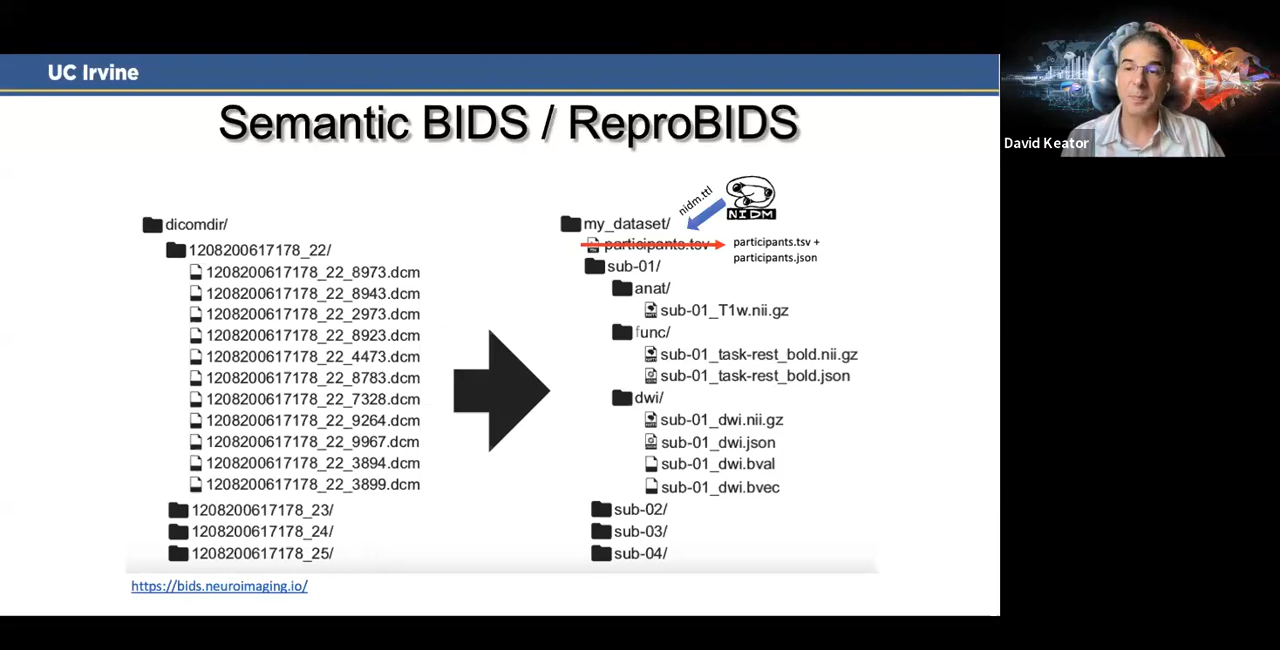 UC Irvine
Semantic BIDS / ReproBIDS
David Keator
dicomdir/
1208200617178_22/
1208200617178_22_8973.dcm
1208200617178_22_8943.dcm
1208200617178_22_2973.dcm
1208200617178_22_8923.dcm
1208200617178_22_4473.dcm
1208200617178_22_8783.dcm
1208200617178_22_7328.dcm
1208200617178_22_9264.dcm
1208200617178_22_9967.dcm
1208200617178_22_3894.dcm
1208200617178_22_3899.dcm
1208200617178_23/
1208200617178_24/
1208200617178_25/
nidm.ttl
NIDM
my_dataset/
participants.tsv
participants.tsv +
participants.json
sub-01/
anat/
sub-01_T1w.nii.gz
func/
sub-01_task-rest_bold.nii.gz
sub-01_task-rest_bold.json
dwi/
sub-01_dwi.nii.gz
sub-01_dwi.json
sub-01_dwi.bval
sub-01_dwi.bvec
sub-02/
sub-03/
sub-04/
https://bids.neuroimaging.io/